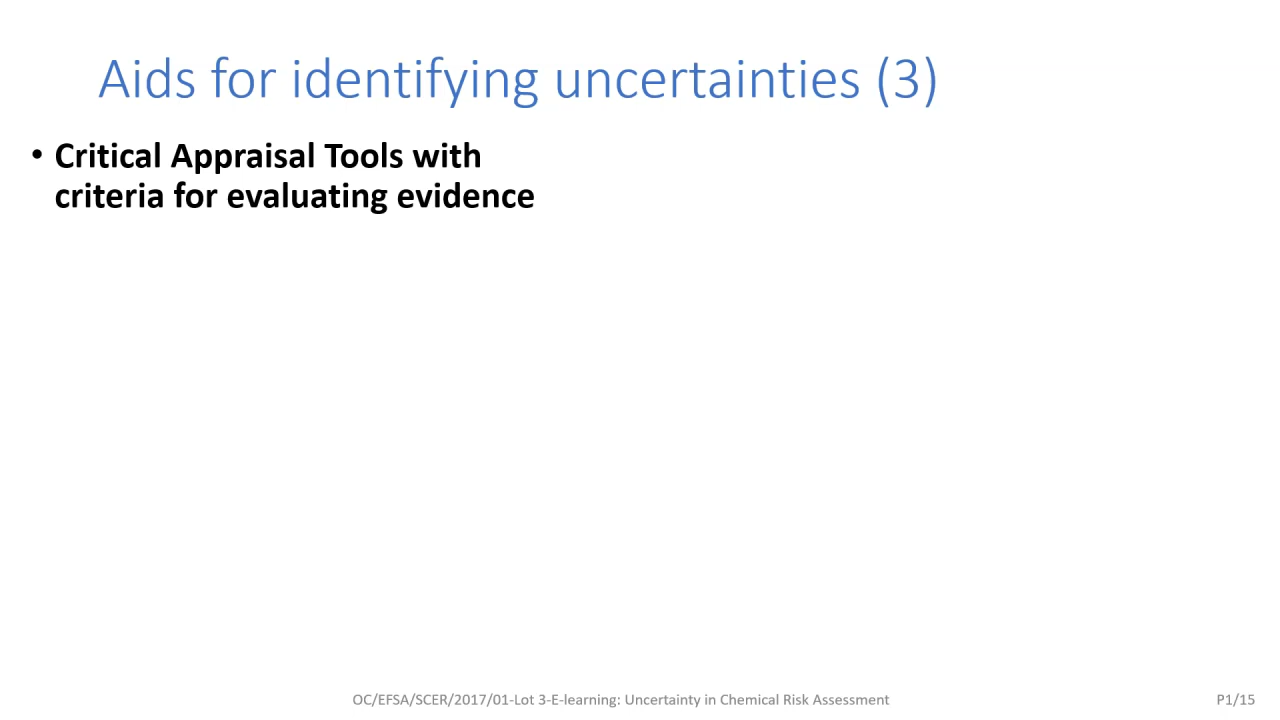 Aids for identifying uncertainties (3)
• Critical Appraisal Tools with
criteria for evaluating evidence
OC/EFSA/SCER/2017/01-Lot 3-E-learning: Uncertainty in Chemical Risk Assessment
P1/15